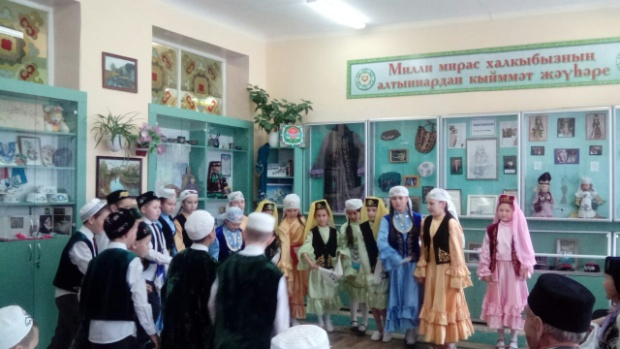 Милли мирас халкыбызның
алтыннардан кыйммәт җәүһәре